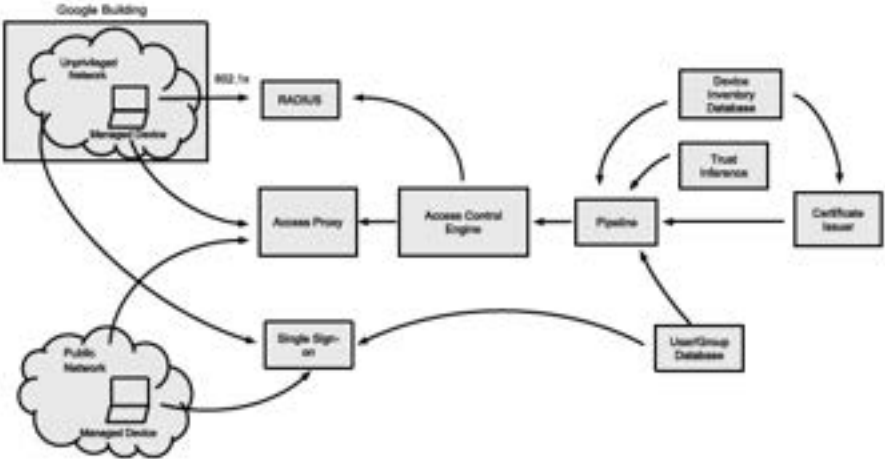 Google Building
Unprivileged
Network
802.1x
Managed Device
RADIUS
Device
Inventory
Database
Trust
Inference
Access Proxy
Access Control
Engine
Pipeline
Certificate
Issuer
Public
Network
Managed Device
Single Sign-
on
User/Group
Database